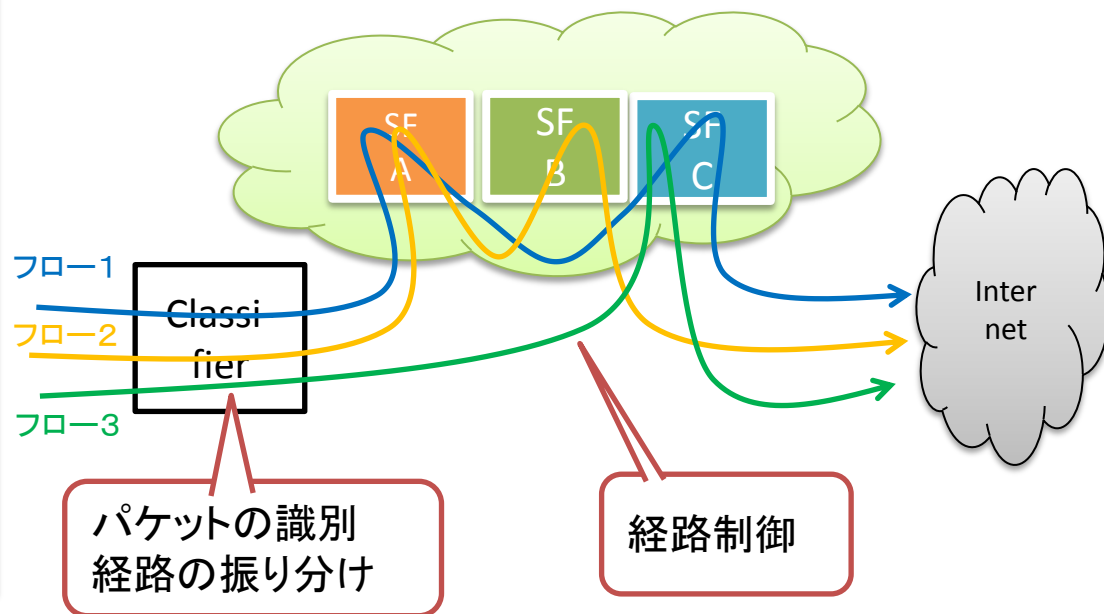 SF
A
SF
B
SF
C
フロー1
フロー2
フロー3
Classi
fier
Inter
net
パケットの識別
経路の振り分け
経路制御